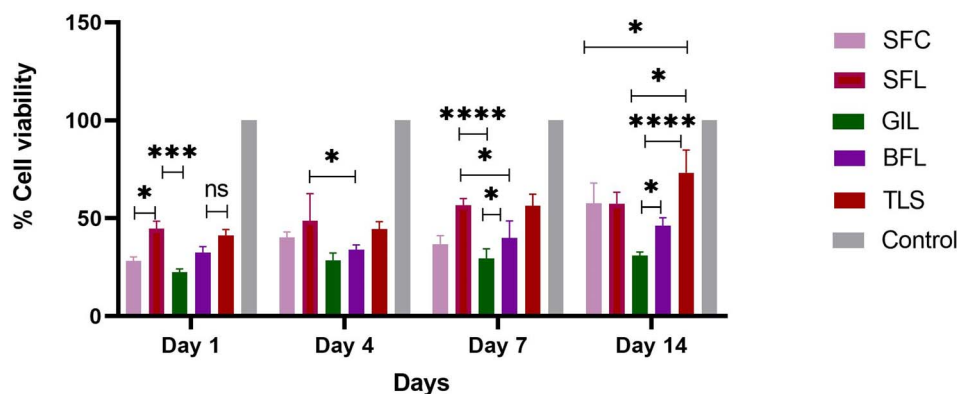 150
100
50
0
% Cell viability
*
***
ns
*
****
*
*
*
*
****
*
Day 1
Day 4
Day 7
Day 14
Days
SFC
SFL
GIL
BFL
TLS
Control